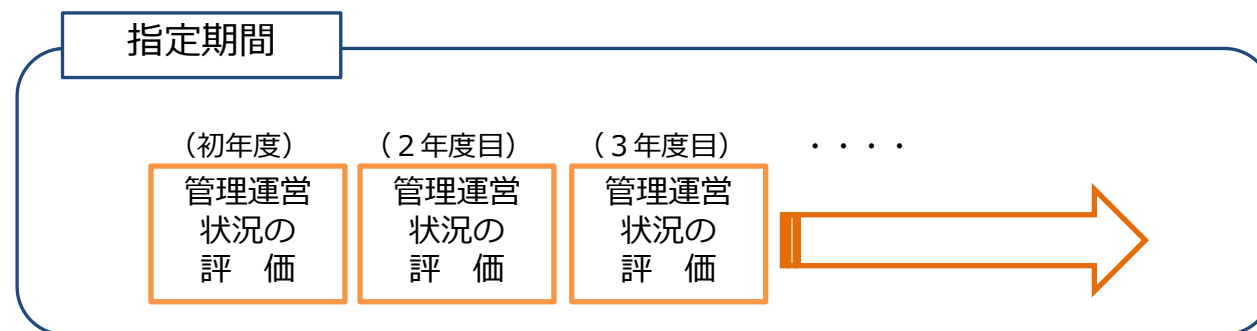 指定期間
（初年度）
（２年度目）
（３年度目）
・・・・
管理運営
状況の
評　価
管理運営
状況の
評　価
管理運営
状況の
評　価